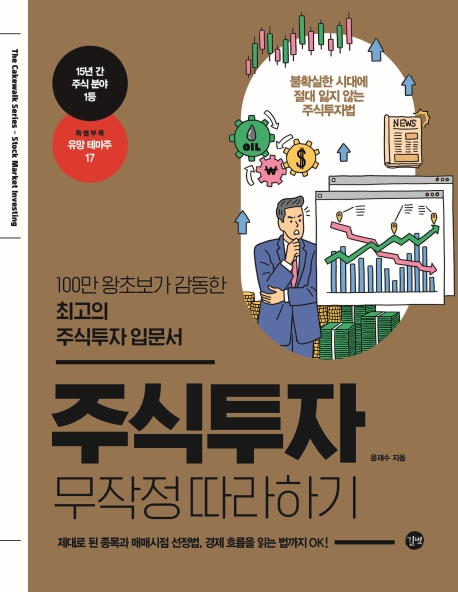 The Cakewalk Series - Stock Market Investing
15년 간
주식 분야
1등
특별부록
유망 테마주
17
불확실한 시대에
절대 잃지 않는
주식투자법
NEWS
OIL
₩
$
100만 왕초보가 감동한
최고의
주식투자 입문서
주식투자
윤재수 지음
무작정 따라하기
제대로 된 종목과 매매시점 선정법, 경제 흐름을 읽는 법까지 OK!
길벗